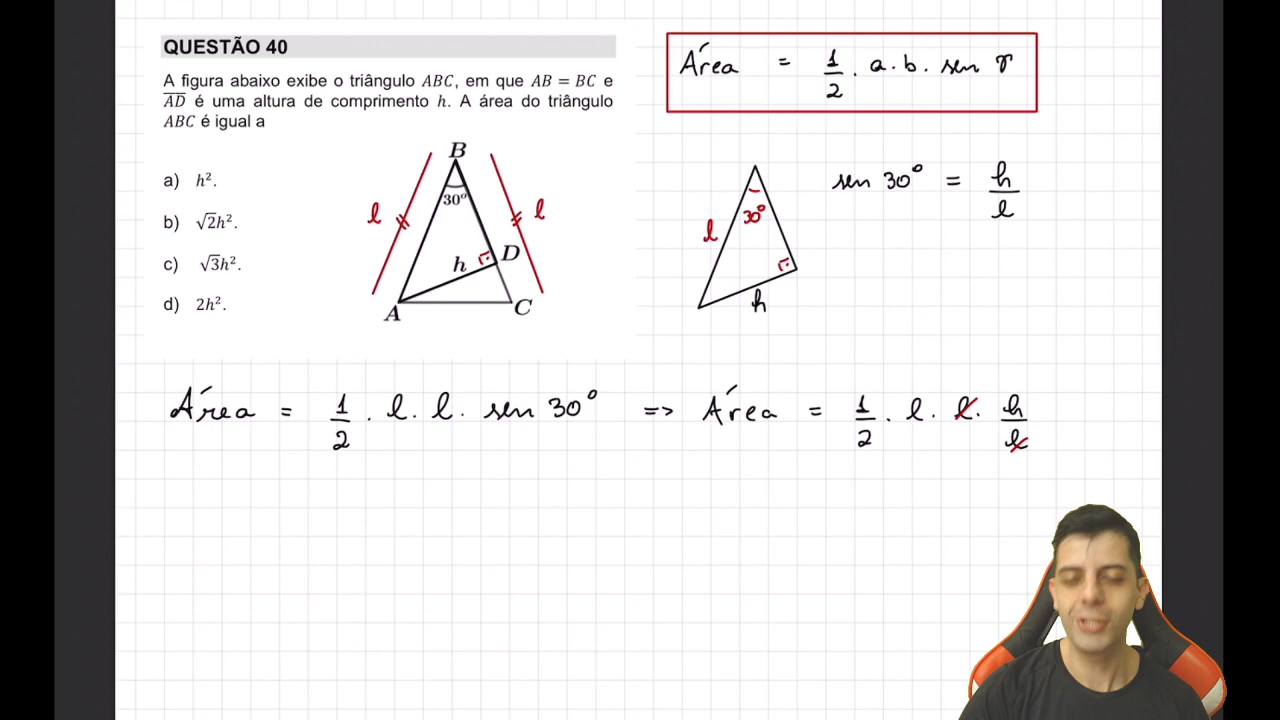 QUESTÃO 40
A figura abaixo exibe o triângulo ABC, em que AB = BC e
AD é uma altura de comprimento h. A área do triângulo
ABC é igual a
a) h².
b) √2h².
c) √3h².
d) 2h².
B
30º
l
l
D
h
A
C
Área = 1/2 . a . b . sen γ
sen 30° = h/l
30°
l
h
Área = 1/2 . l . l . sen 30° => Área = 1/2 . l . l . h/l